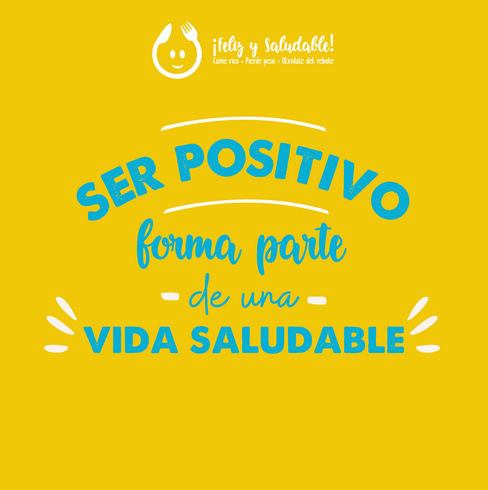 ¡Feliz y Saludable!
Come rico • Pierde peso • Olvídate del rebote
SER POSITIVO
forma parte
de una
VIDA SALUDABLE